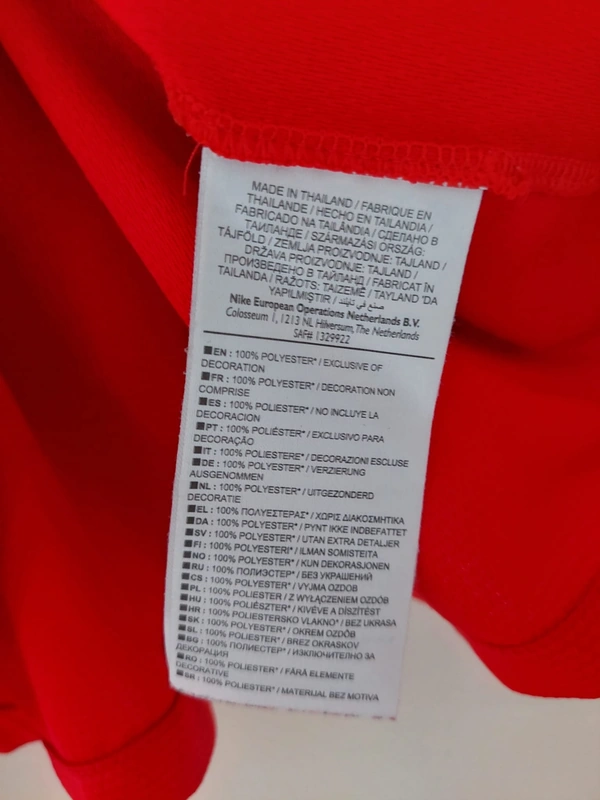 MADE IN THAILAND / FABRIQUE EN
THAILANDE / HECHO EN TAILANDIA /
FABRICADO NA TAILÂNDIA / СДЕЛАНО В
ТАИЛАНДЕ / SZÁRMAZÁSI ORSZÁG:
TÁJFÖLD / ZEMLJA PROIZVODNJE: TAJLAND /
DRŽAVA PROIZVODNJE: TAJLAND /
ПРОИЗВЕДЕНО В ТАЙЛАНД / FABRICAT ÎN
TAILANDA / RAŽOTS: TAIZEMĒ / TAYLAND 'DA
YAPILMIŞTIR / صنع في تايلند
Nike European Operations Netherlands B.V.
Colosseum 1, 1213 NL Hilversum, The Netherlands
SAF# 1329922
EN : 100% POLYESTER* / EXCLUSIVE OF
DECORATION
FR : 100% POLYESTER* / DECORATION NON
COMPRISE
ES : 100% POLIESTER* / NO INCLUYE LA
DECORACION
PT : 100% POLIÉSTER* / EXCLUSIVO PARA
DECORAÇÃO
IT : 100% POLIESTERE* / DECORAZIONI ESCLUSE
DE : 100% POLYESTER* / VERZIERUNG
AUSGENOMMEN
NL : 100% POLYESTER* / UITGEZONDERD
DECORATIE
EL : 100% ΠΟΛΥΕΣΤΕΡΑΣ* / ΧΩΡΙΣ ΔΙΑΚΟΣΜΗΤΙΚΑ
DA : 100% POLYESTER* / PYNT IKKE INDBEFATTET
SV : 100% POLYESTER* / UTAN EXTRA DETALJER
FI : 100% POLYESTERI* / ILMAN SOMISTEITA
NO : 100% POLYESTER* / KUN DEKORASJONEN
RU : 100% ПОЛИЭСТЕР* / БЕЗ УКРАШЕНИЙ
CS : 100% POLYESTER* / VYJMA OZDOB
PL : 100% POLIESTER / Z WYŁĄCZENIEM OZDÓB
HU : 100% POLIÉSZTER* / KIVÉVE A DÍSZÍTÉST
HR : 100% POLIESTERSKO VLAKNO* / BEZ UKRASA
SK : 100% POLYESTER* / OKREM OZDÔB
SL : 100% POLYESTER* / BREZ OKRASKOV
BG : 100% ПОЛИЕСТЕР* / ИЗКЛЮЧИТЕЛНО ЗА
ДЕКОРАЦИЯ
RO : 100% POLYESTER* / FĂRĂ ELEMENTE
DECORATIVE
SR : 100% POLIESTER* / MATERIJAL BEZ MOTIVA